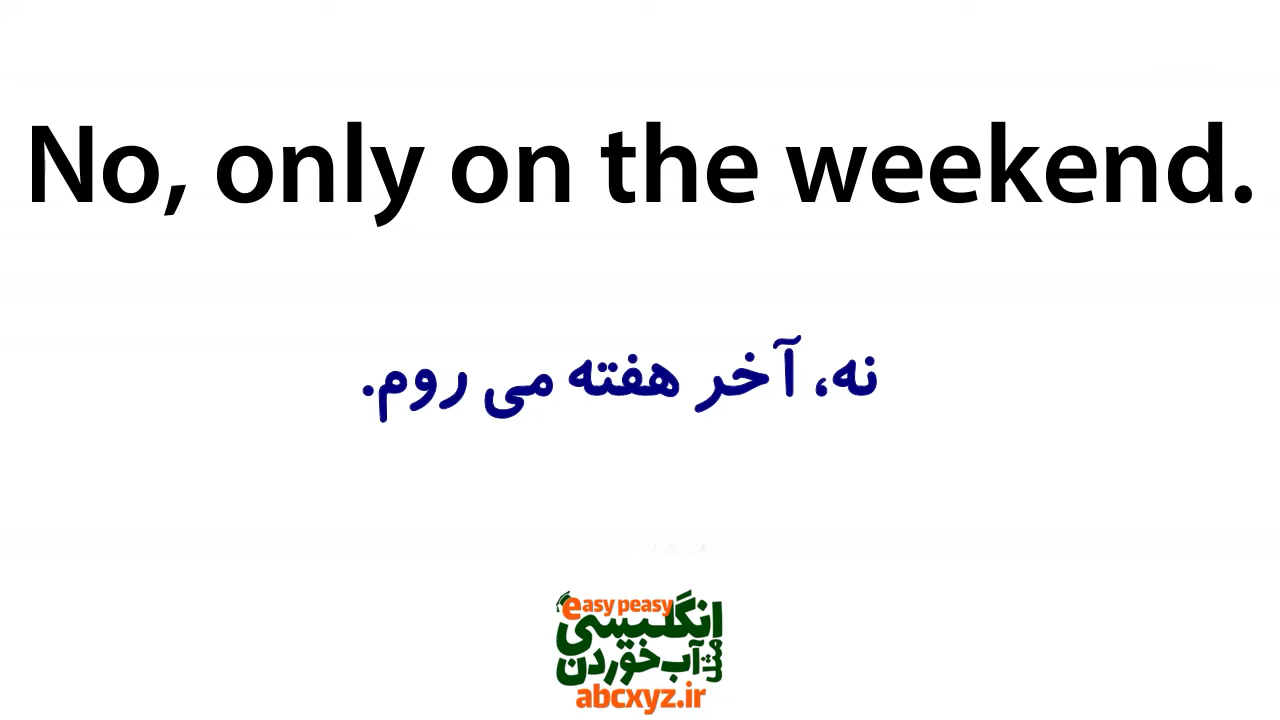 No, only on the weekend.
نه، آخر هفته می روم.
easy peasy
انگلیسی
مثل آب خوردن
abcxyz.ir